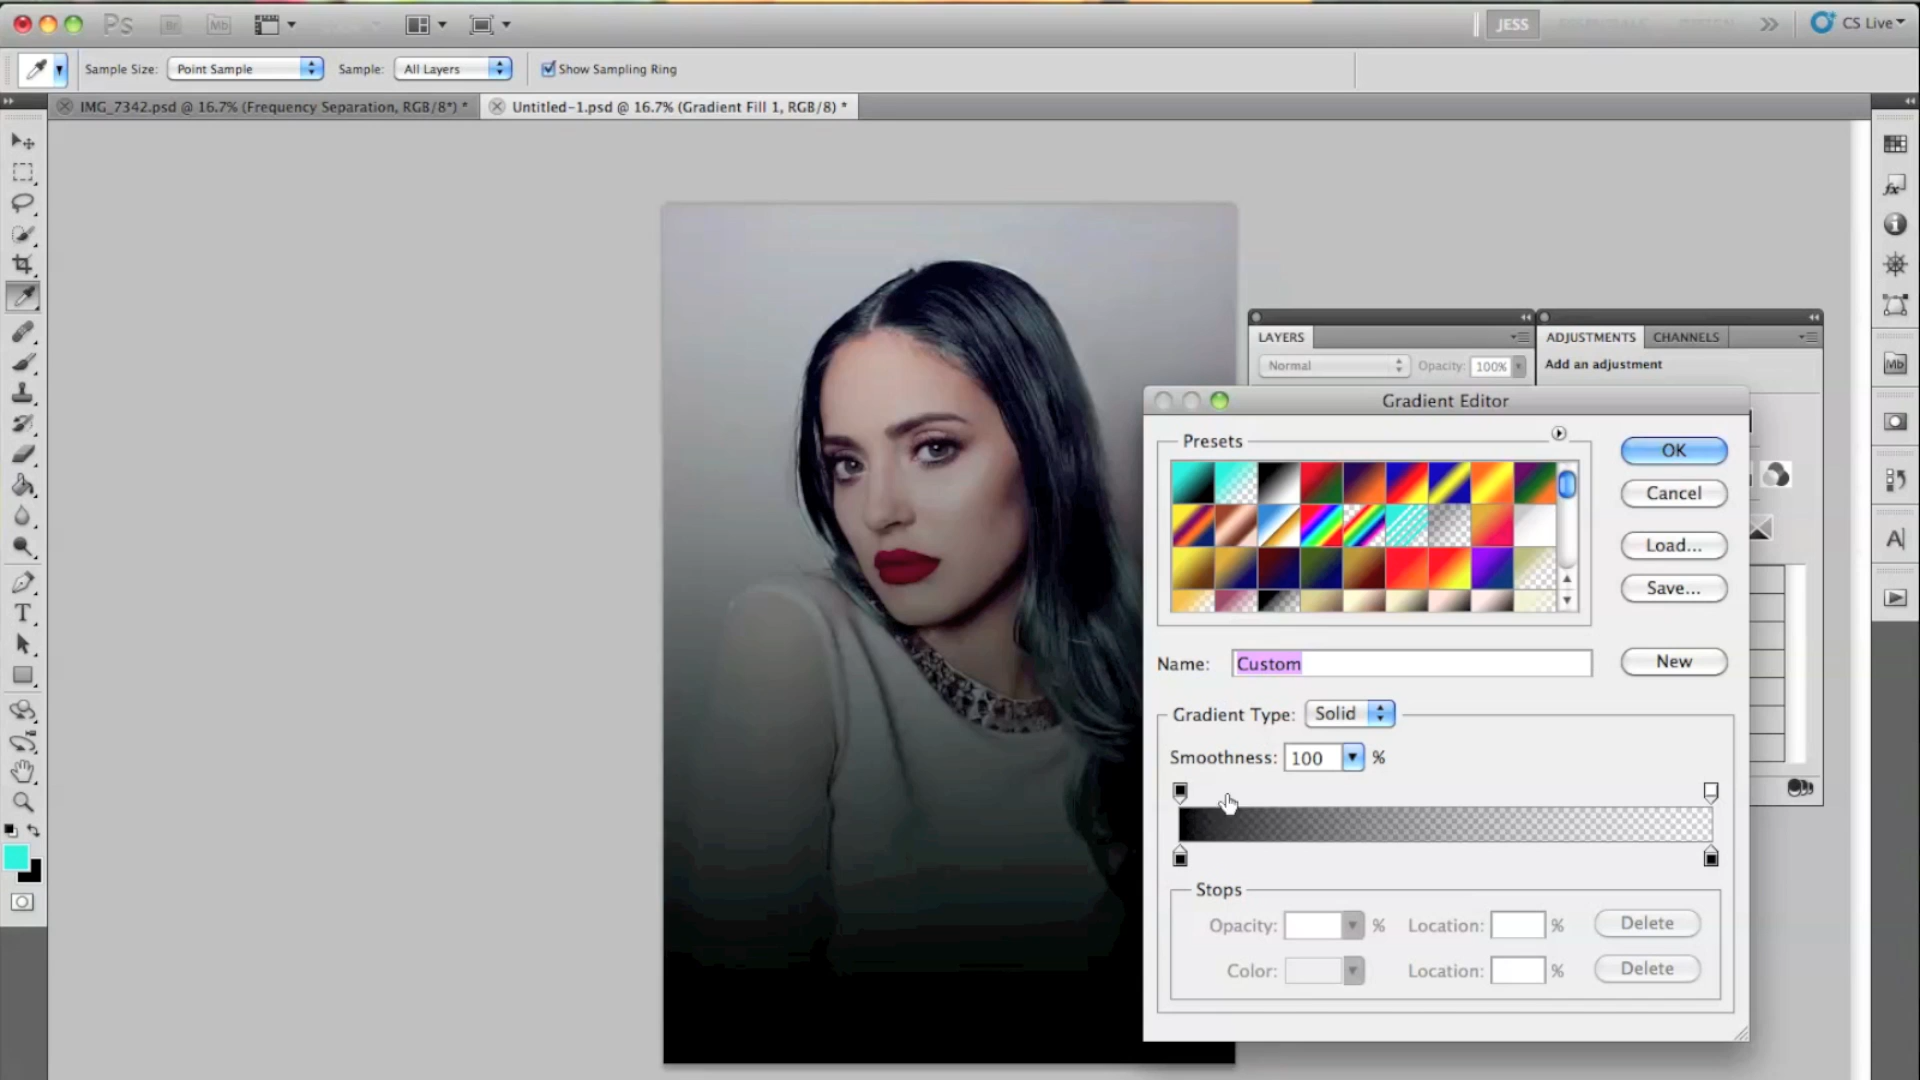 Ps
Br
Mb
JESS
CS Live
Sample Size:
Point Sample
Sample:
All Layers
Show Sampling Ring
IMG_7342.psd @ 16.7% (Frequency Separation, RGB/8*) *
Untitled-1.psd @ 16.7% (Gradient Fill 1, RGB/8) *
LAYERS
ADJUSTMENTS
CHANNELS
Normal
Opacity:
100%
Add an adjustment
Mb
Gradient Editor
Presets
OK
Cancel
Load...
Save...
Name:
Custom
New
Gradient Type:
Solid
Smoothness:
100
%
Stops
Opacity:
%
Location:
%
Delete
Color:
Location:
%
Delete